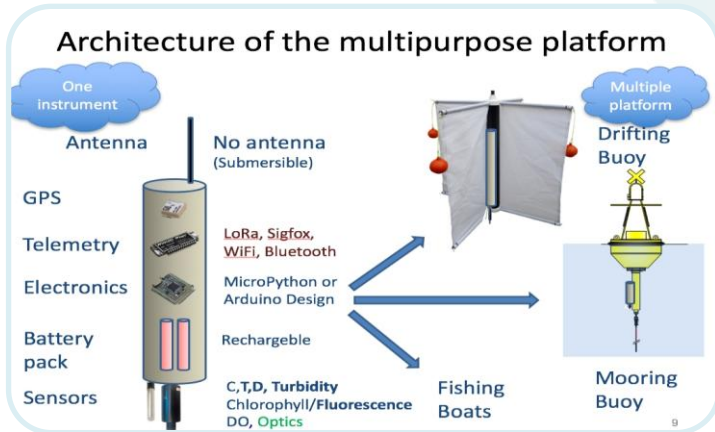 Architecture of the multipurpose platform
One
instrument
Multiple
platform
Antenna
No antenna
(Submersible)
Drifting
Buoy
GPS
Telemetry
LoRa, Sigfox,
WiFi, Bluetooth
Electronics
MicroPython or
Arduino Design
Battery
pack
Rechargeble
Sensors
C,T,D, Turbidity
Chlorophyll/Fluorescence
DO, Optics
Fishing
Boats
Mooring
Buoy
9